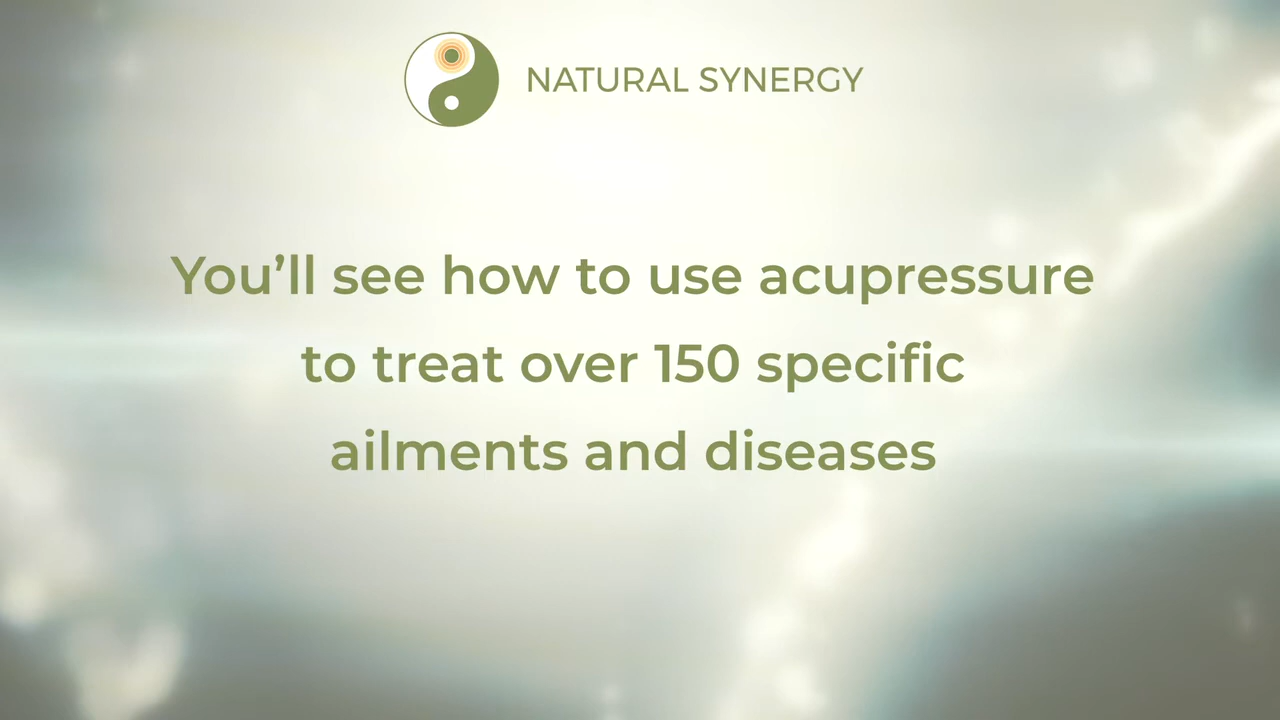 NATURAL SYNERGY
You’ll see how to use acupressure
to treat over 150 specific
ailments and diseases